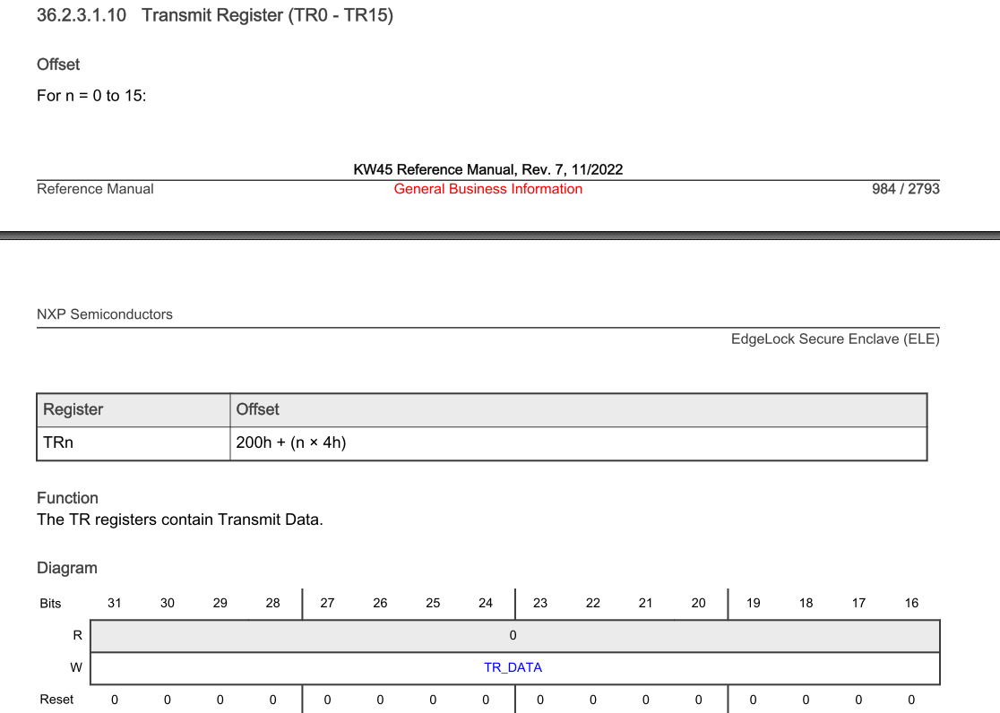 36.2.3.1.10 Transmit Register (TR0 - TR15)
Offset
For n = 0 to 15:
KW45 Reference Manual, Rev. 7, 11/2022
Reference Manual General Business Information 984 / 2793
NXP Semiconductors
EdgeLock Secure Enclave (ELE)
Register Offset
TRn 200h + (n × 4h)
Function
The TR registers contain Transmit Data.
Diagram
Bits 31 30 29 28 27 26 25 24 23 22 21 20 19 18 17 16
R 0
W TR_DATA
Reset 0 0 0 0 0 0 0 0 0 0 0 0 0 0 0 0